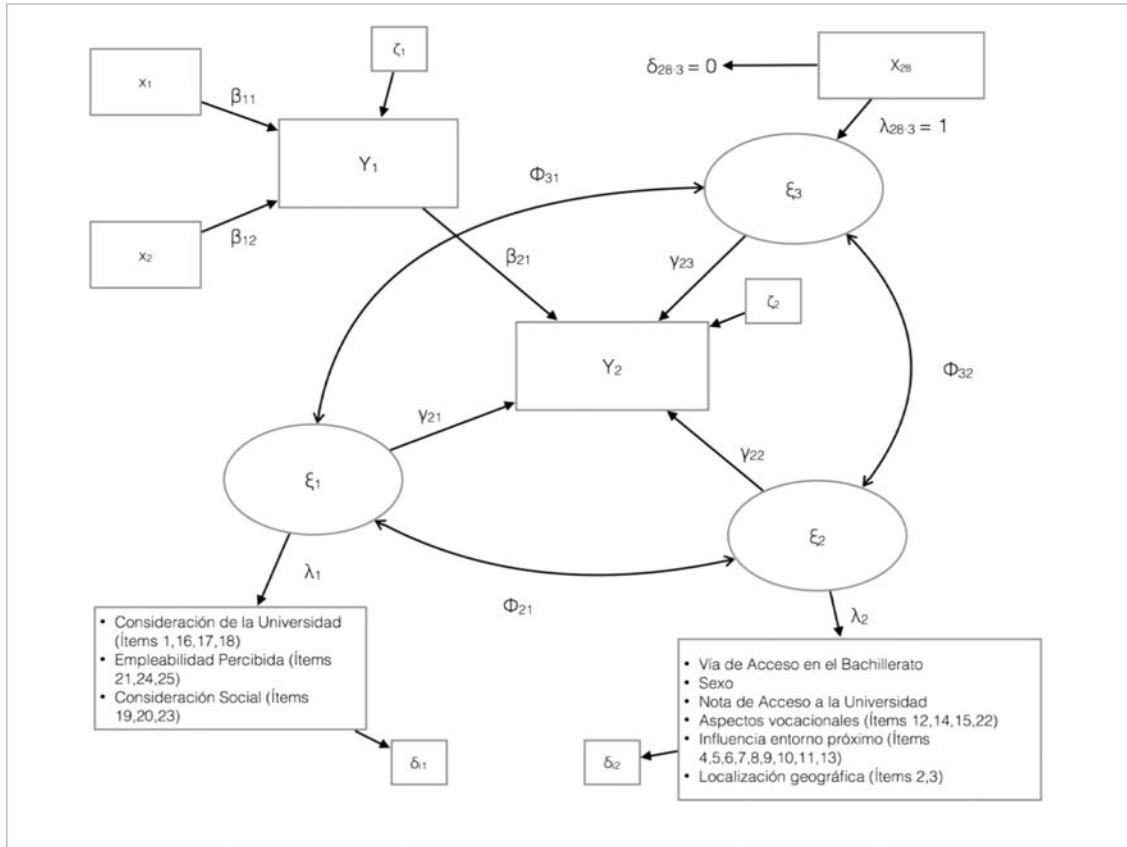 ζ₁
x₁
β₁₁
δ₂₈·₃ = 0
X₂₈
λ₂₈·₃ = 1
Y₁
Φ₃₁
ξ₃
x₂
β₁₂
β₂₁
γ₂₃
ζ₂
Y₂
Φ₃₂
γ₂₁
γ₂₂
ξ₁
ξ₂
λ₁
Φ₂₁
λ₂
• Consideración de la Universidad
(Ítems 1,16,17,18)
• Empleabilidad Percibida (Ítems
21,24,25)
• Consideración Social (Ítems
19,20,23)
δᵢ₁
• Vía de Acceso en el Bachillerato
• Sexo
• Nota de Acceso a la Universidad
• Aspectos vocacionales (Ítems 12,14,15,22)
• Influencia entorno próximo (Ítems
4,5,6,7,8,9,10,11,13)
• Localización geográfica (Ítems 2,3)
δᵢ₂